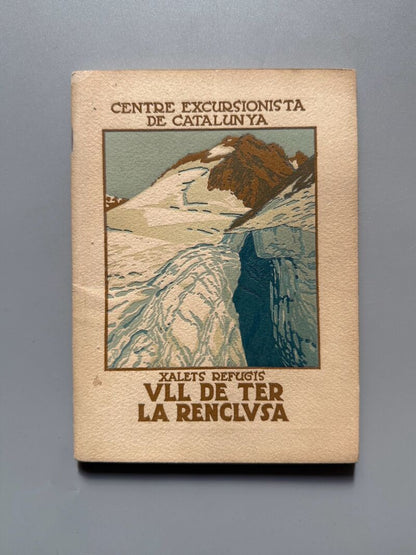 CENTRE EXCURSIONISTA
DE CATALUNYA
XALETS REFUGIS
VLL DE TER
LA RENCLVSA